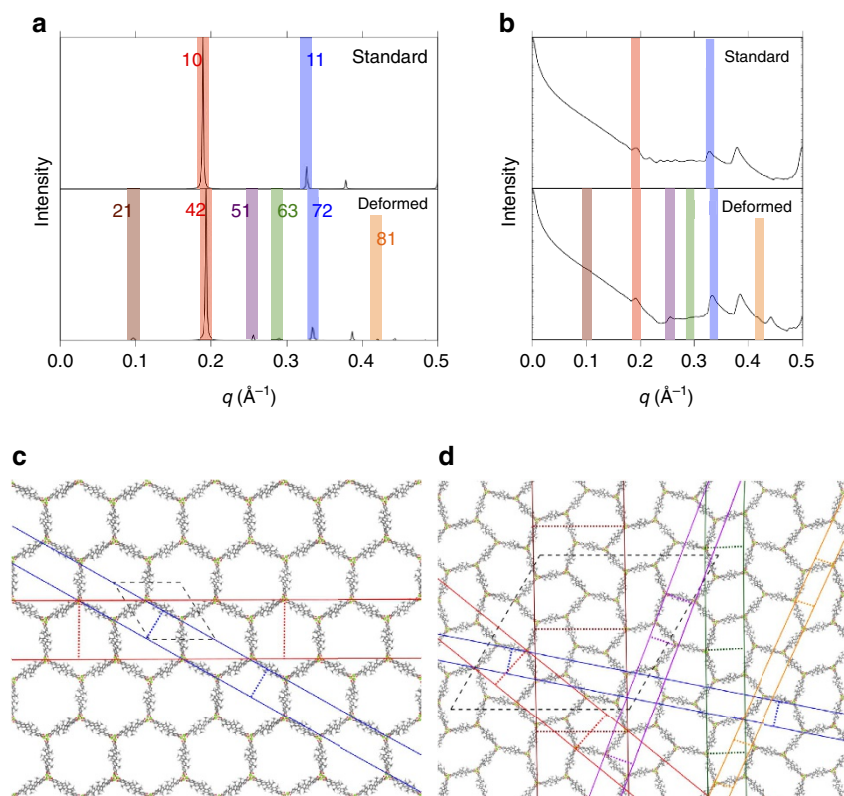 a
10
11
Standard
Intensity
21
42
51
63
72
Deformed
81
0.0
0.1
0.2
0.3
0.4
0.5
q (Å−1)
b
Standard
Intensity
Deformed
0.0
0.1
0.2
0.3
0.4
0.5
q (Å−1)
c
d